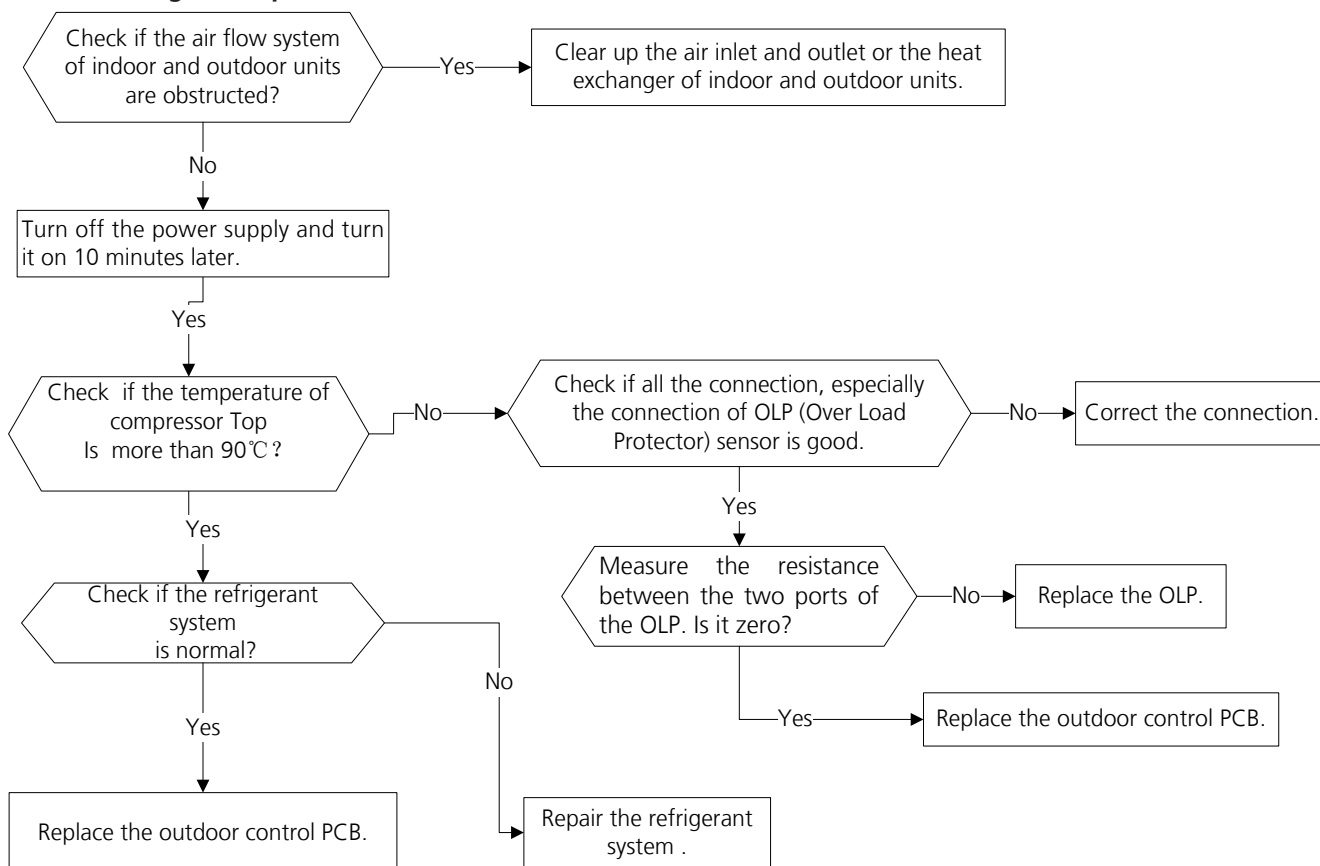 Check if the air flow system
of indoor and outdoor units
are obstructed?
Yes
Clear up the air inlet and outlet or the heat
exchanger of indoor and outdoor units.
No
Turn off the power supply and turn
it on 10 minutes later.
Yes
Check if the temperature of
compressor Top
Is more than 90℃?
No
Check if all the connection, especially
the connection of OLP (Over Load
Protector) sensor is good.
No
Correct the connection.
Yes
Yes
Measure the resistance
between the two ports of
the OLP. Is it zero?
No
Replace the OLP.
Check if the refrigerant
system
is normal?
No
Yes
Replace the outdoor control PCB.
Yes
Replace the outdoor control PCB.
Repair the refrigerant
system .